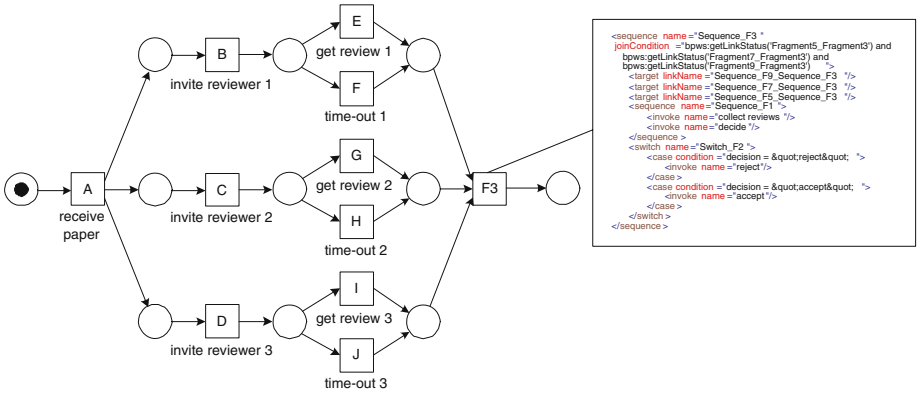 E
get review 1
B
invite reviewer 1
F
time-out 1
G
get review 2
A
receive
paper
C
invite reviewer 2
H
time-out 2
F3
I
get review 3
D
invite reviewer 3
J
time-out 3
<sequence name="Sequence_F3 "
joinCondition ="bpws:getLinkStatus('Fragment5_Fragment3') and
bpws:getLinkStatus('Fragment7_Fragment3') and
bpws:getLinkStatus('Fragment9_Fragment3') ">
<target linkName ="Sequence_F9_Sequence_F3 "/>
<target linkName ="Sequence_F7_Sequence_F3 "/>
<target linkName ="Sequence_F5_Sequence_F3 "/>
<sequence name="Sequence_F1 ">
<invoke name="collect reviews "/>
<invoke name="decide "/>
</sequence >
<switch name="Switch_F2 ">
<case condition ="decision = &quot;reject&quot; ">
<invoke name="reject"/>
</case >
<case condition ="decision = &quot;accept&quot; ">
<invoke name="accept"/>
</case >
</switch >
</sequence >